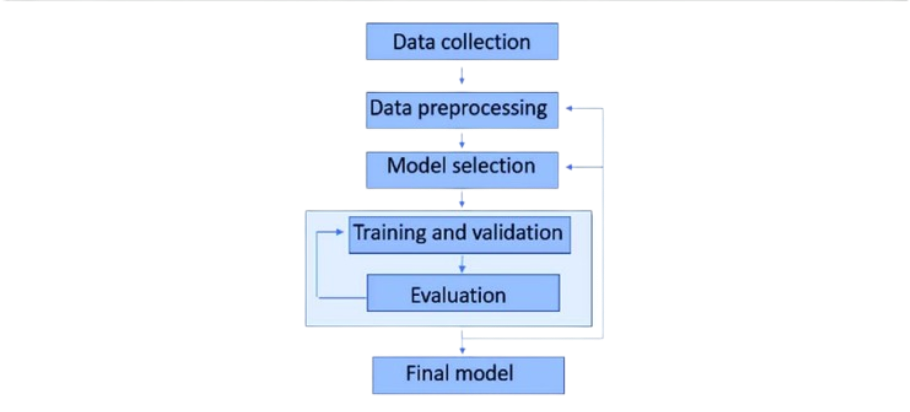 Data collection
Data preprocessing
Model selection
Training and validation
Evaluation
Final model